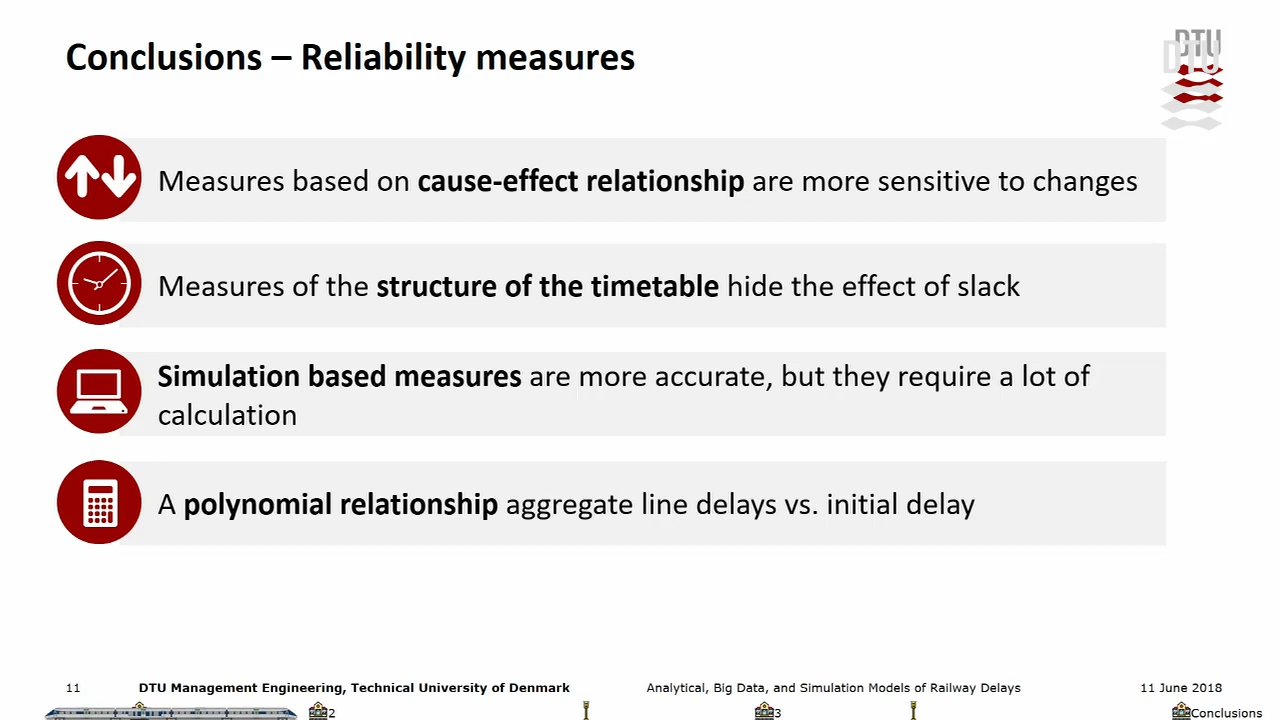 Conclusions – Reliability measures
DTU
DTU
Measures based on cause-effect relationship are more sensitive to changes
Measures of the structure of the timetable hide the effect of slack
Simulation based measures are more accurate, but they require a lot of
calculation
A polynomial relationship aggregate line delays vs. initial delay
11 DTU Management Engineering, Technical University of Denmark Analytical, Big Data, and Simulation Models of Railway Delays 11 June 2018
2 3 Conclusions